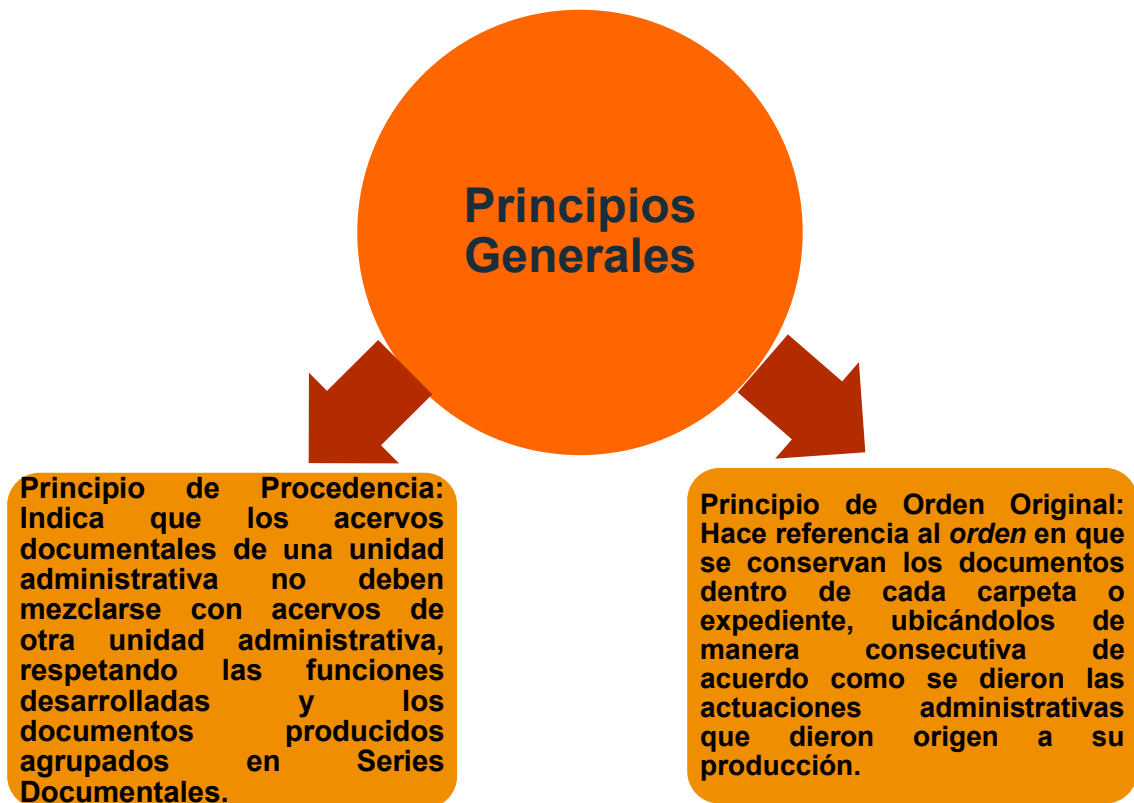 Principios
Generales
Principio de Procedencia:
Indica que los acervos
documentales de una unidad
administrativa no deben
mezclarse con acervos de
otra unidad administrativa,
respetando las funciones
desarrolladas y los
documentos producidos
agrupados en Series
Documentales.
Principio de Orden Original:
Hace referencia al orden en que
se conservan los documentos
dentro de cada carpeta o
expediente, ubicándolos de
manera consecutiva de
acuerdo como se dieron las
actuaciones administrativas
que dieron origen a su
producción.